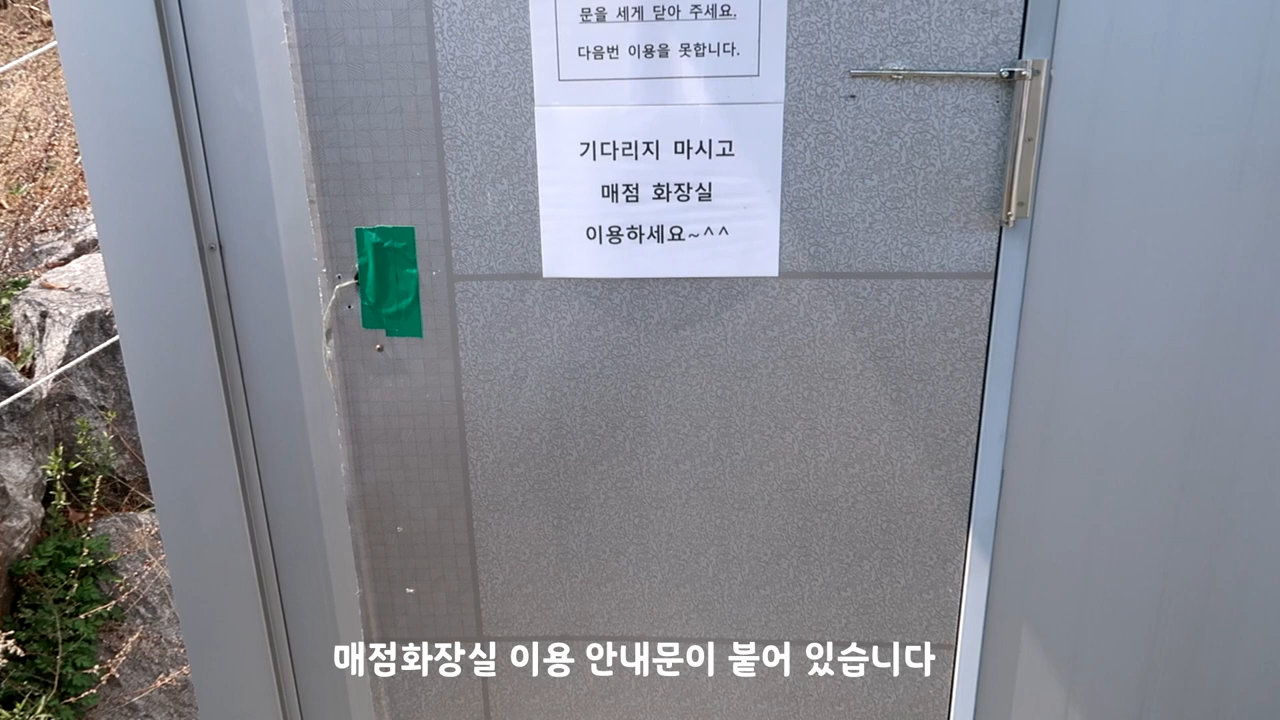 문을 세게 닫아 주세요.
다음번 이용을 못합니다.
기다리지 마시고
매점 화장실
이용하세요~^^
매점화장실 이용 안내문이 붙어 있습니다